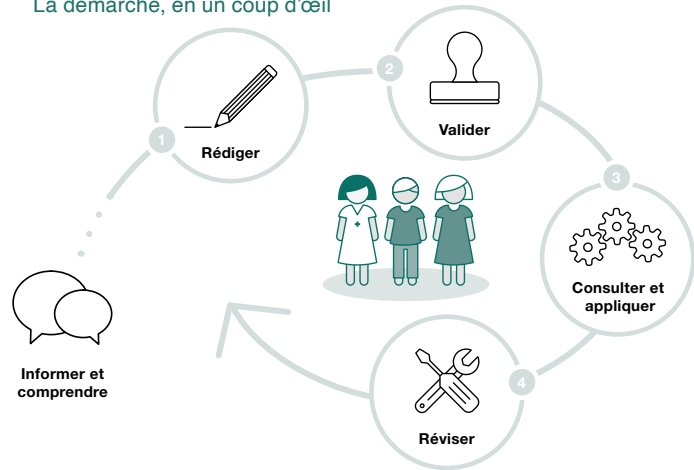 La démarche, en un coup d'œil
1
Rédiger
2
Valider
3
Consulter et
appliquer
4
Réviser
Informer et
comprendre